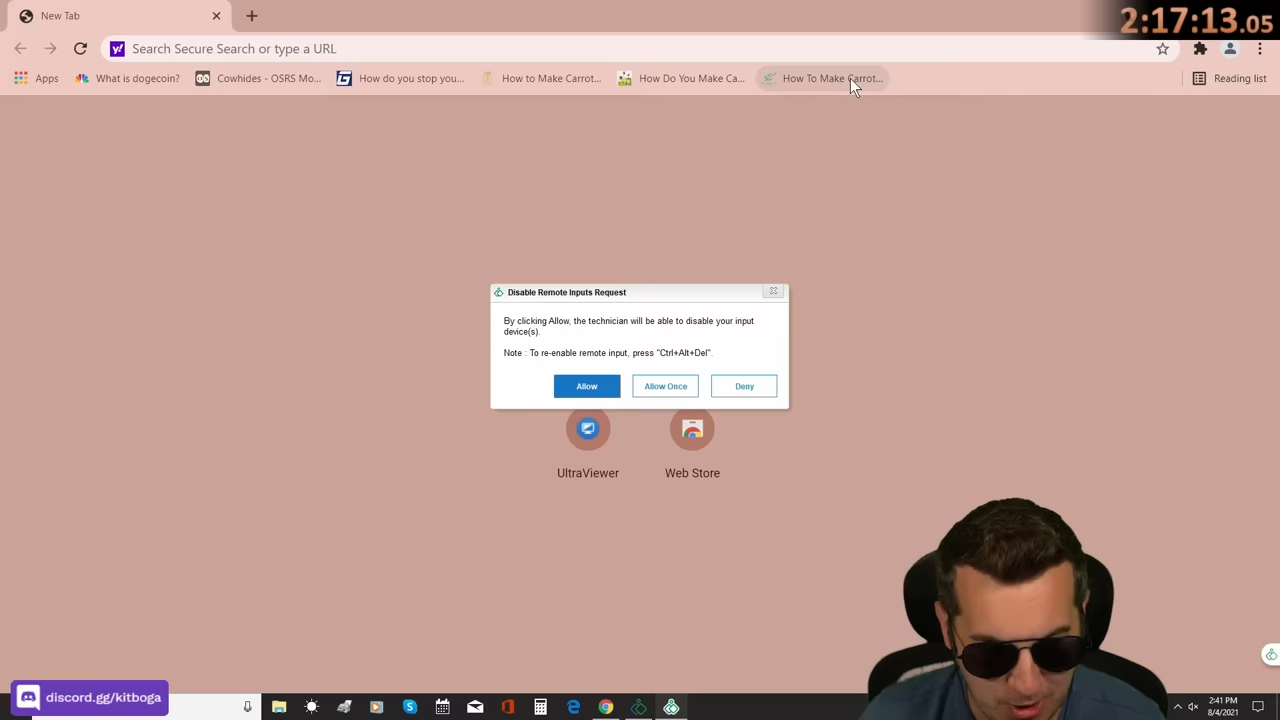 New Tab
2:17:13.05
Search Secure Search or type a URL
Apps
What is dogecoin?
Cowhides - OSRS Mo...
How do you stop you...
How to Make Carrot...
How Do You Make Ca...
How To Make Carrot...
Reading list
Disable Remote Inputs Request
By clicking Allow, the technician will be able to disable your input
device(s).
Note : To re-enable remote input, press "Ctrl+Alt+Del".
Allow
Allow Once
Deny
UltraViewer
Web Store
discord.gg/kitboga
2:41 PM
8/4/2021